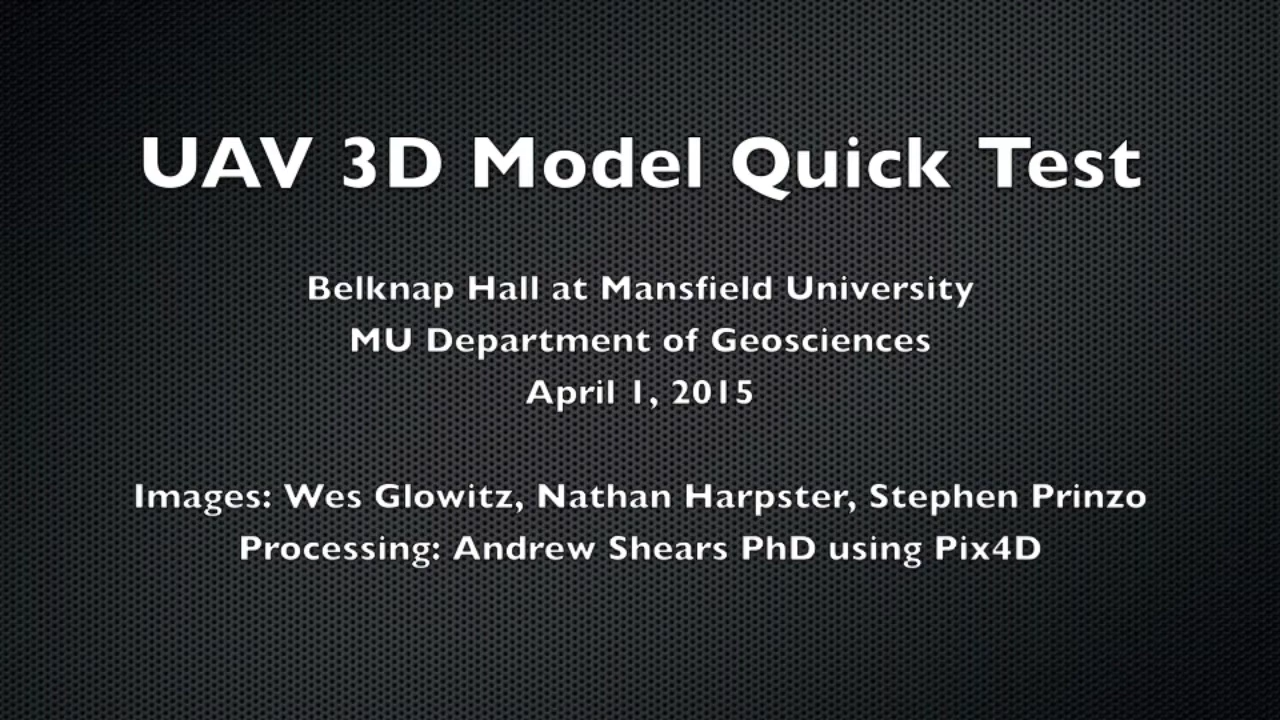 UAV 3D Model Quick Test
Belknap Hall at Mansfield University
MU Department of Geosciences
April 1, 2015
Images: Wes Glowitz, Nathan Harpster, Stephen Prinzo
Processing: Andrew Shears PhD using Pix4D